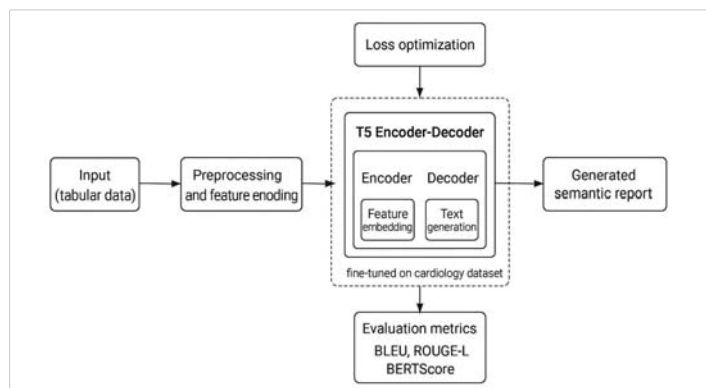 Loss optimization
T5 Encoder-Decoder
Input
(tabular data)
Preprocessing
and feature enoding
Encoder
Decoder
Feature
embedding
Text
generation
Generated
semantic report
fine-tuned on cardiology dataset
Evaluation metrics
BLEU, ROUGE-L
BERTScore